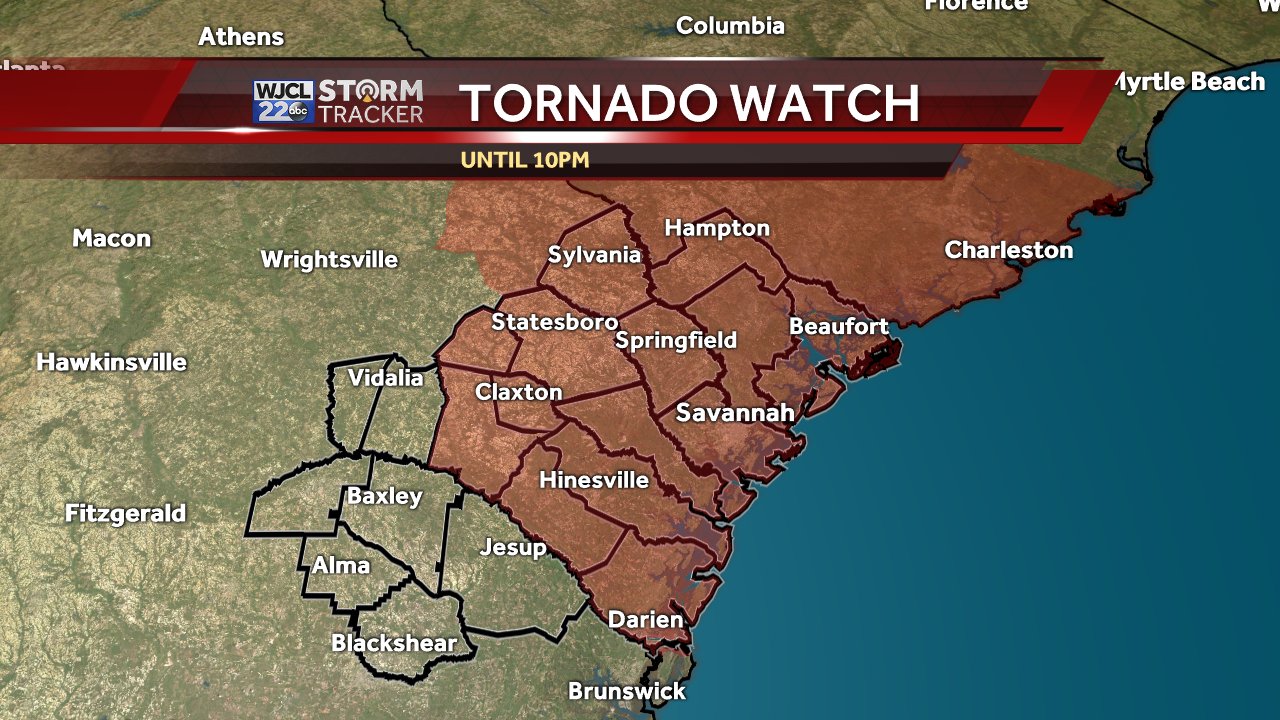 Florence
Athens
Columbia
WJCL
22 abc
STORM
TRACKER
TORNADO WATCH
Myrtle Beach
UNTIL 10PM
Macon
Wrightsville
Sylvania
Hampton
Charleston
Statesboro
Springfield
Beaufort
Hawkinsville
Vidalia
Claxton
Savannah
Fitzgerald
Baxley
Hinesville
Alma
Jesup
Darien
Blackshear
Brunswick